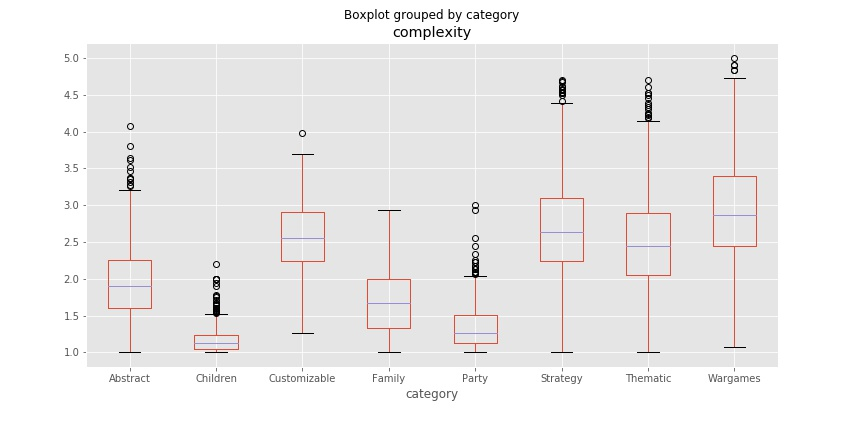 Boxplot grouped by category
complexity
5.0
4.5
4.0
3.5
3.0
2.5
2.0
1.5
1.0
Abstract Children Customizable Family Party Strategy Thematic Wargames
category